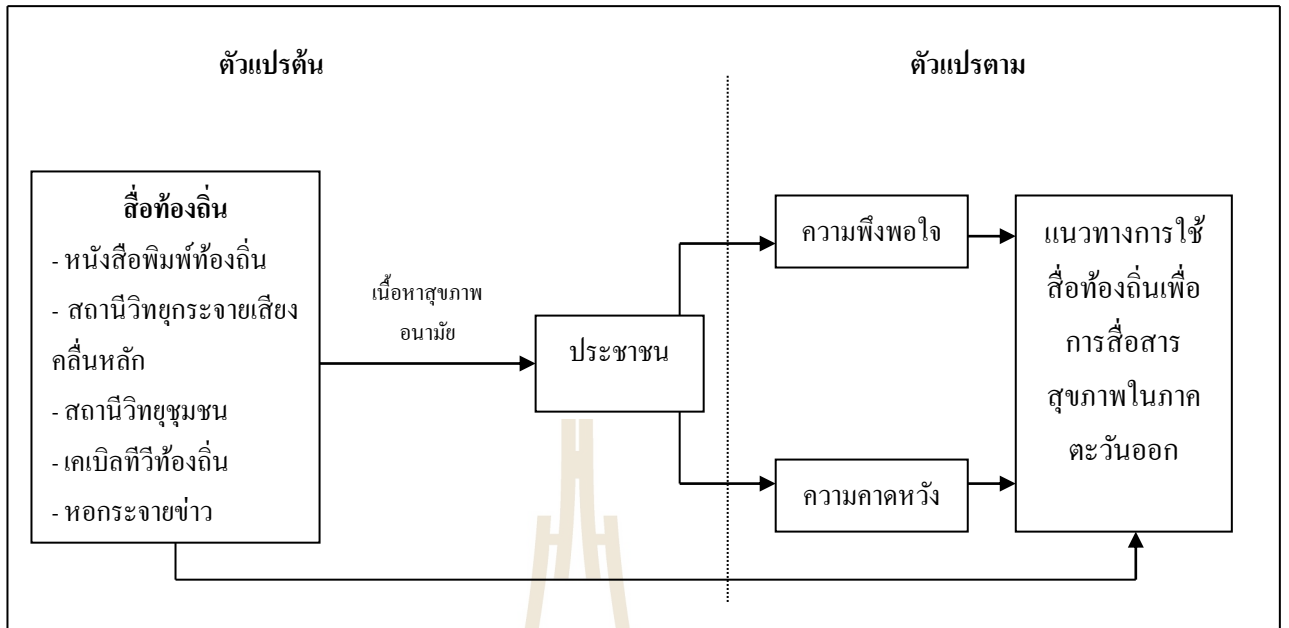 ตัวแปรต้น
ตัวแปรตาม
สื่อท้องถิ่น
- หนังสือพิมพ์ท้องถิ่น
- สถานีวิทยุกระจายเสียง
คลื่นหลัก
- สถานีวิทยุชุมชน
- เคเบิลทีวีท้องถิ่น
- หอกระจายข่าว
เนื้อหาสุขภาพ
อนามัย
ประชาชน
ความพึงพอใจ
ความคาดหวัง
แนวทางการใช้
สื่อท้องถิ่นเพื่อ
การสื่อสาร
สุขภาพในภาค
ตะวันออก